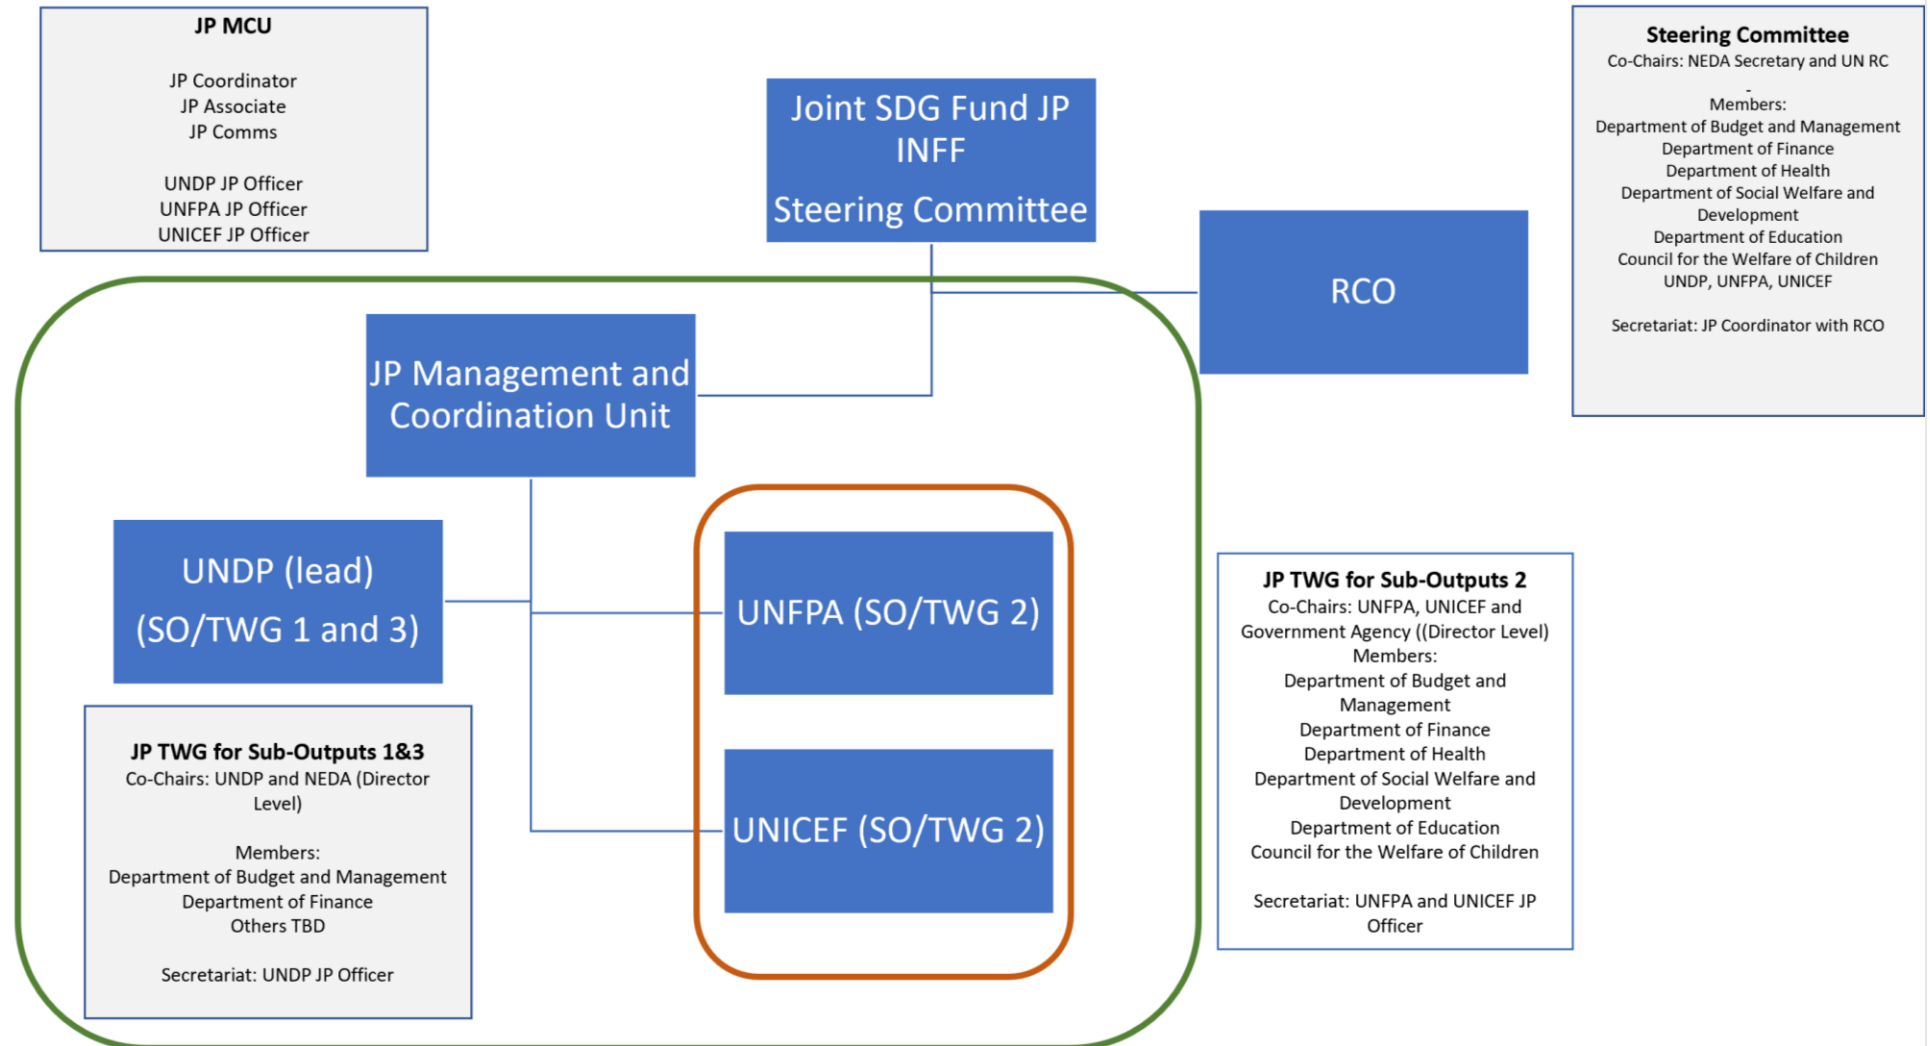 JP MCU
JP Coordinator
JP Associate
JP Comms
UNDP JP Officer
UNFPA JP Officer
UNICEF JP Officer
Joint SDG Fund JP
INFF
Steering Committee
RCO
Steering Committee
Co-Chairs: NEDA Secretary and UN RC
-
Members:
Department of Budget and Management
Department of Finance
Department of Health
Department of Social Welfare and
Development
Department of Education
Council for the Welfare of Children
UNDP, UNFPA, UNICEF
Secretariat: JP Coordinator with RCO
JP Management and
Coordination Unit
UNDP (lead)
(SO/TWG 1 and 3)
UNFPA (SO/TWG 2)
UNICEF (SO/TWG 2)
JP TWG for Sub-Outputs 1&3
Co-Chairs: UNDP and NEDA (Director
Level)
Members:
Department of Budget and Management
Department of Finance
Others TBD
Secretariat: UNDP JP Officer
JP TWG for Sub-Outputs 2
Co-Chairs: UNFPA, UNICEF and
Government Agency ((Director Level)
Members:
Department of Budget and
Management
Department of Finance
Department of Health
Department of Social Welfare and
Development
Department of Education
Council for the Welfare of Children
Secretariat: UNFPA and UNICEF JP
Officer